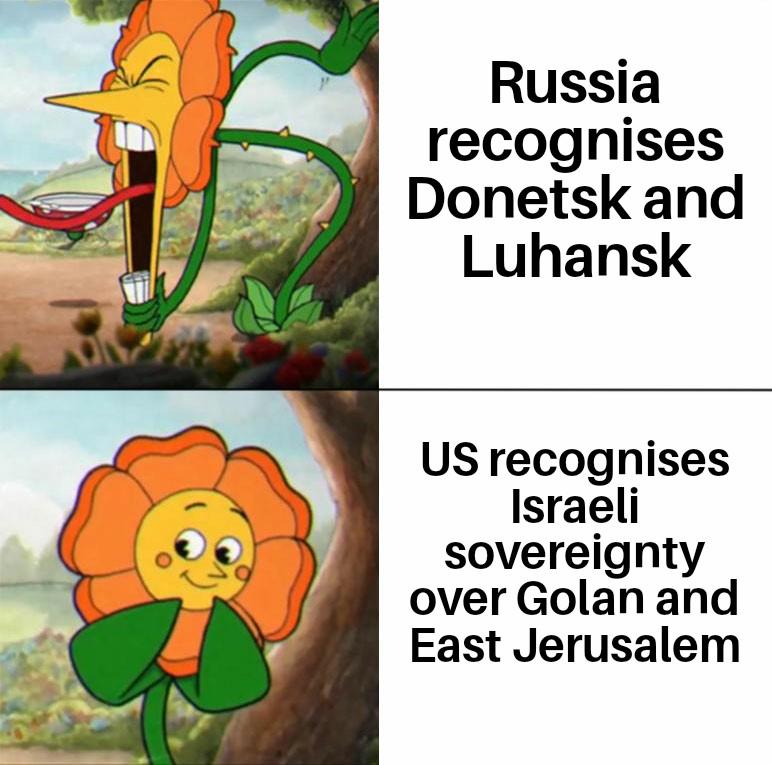 Russia
recognises
Donetsk and
Luhansk
US recognises
Israeli
sovereignty
over Golan and
East Jerusalem